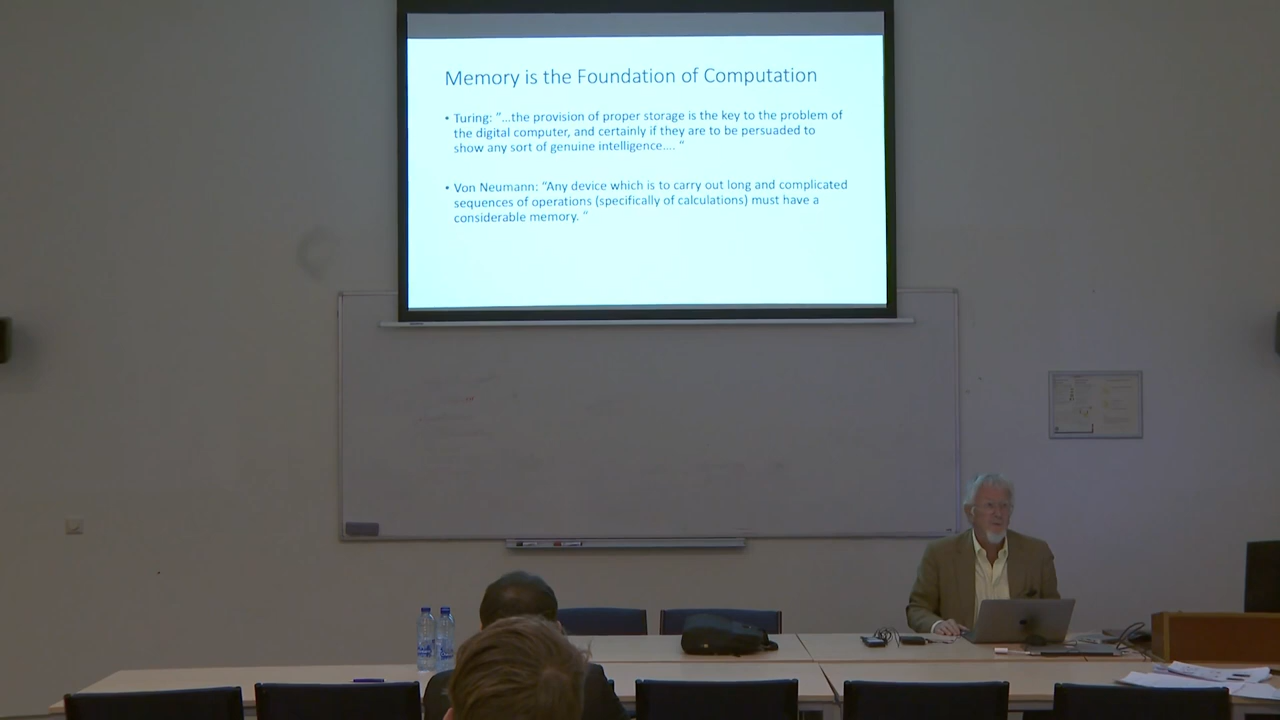 Memory is the Foundation of Computation
• Turing: “...the provision of proper storage is the key to the problem of
the digital computer, and certainly if they are to be persuaded to
show any sort of genuine intelligence.... “
• Von Neumann: “Any device which is to carry out long and complicated
sequences of operations (specifically of calculations) must have a
considerable memory. “